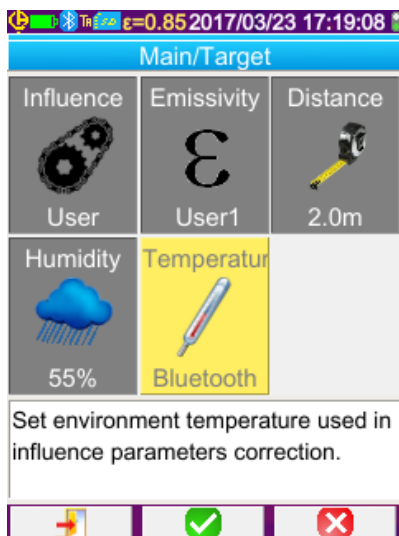 ε=0.85 2017/03/23 17:19:08
Main/Target
Influence Emissivity Distance
ε
User User1 2.0m
Humidity Temperatur
55% Bluetooth
Set environment temperature used in
influence parameters correction.